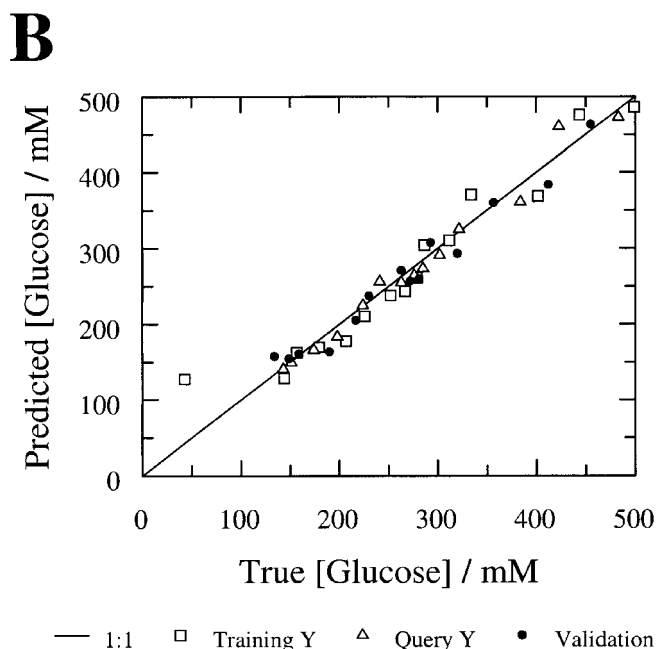 B
Predicted [Glucose] / mM
500
400
300
200
100
0
0 100 200 300 400 500
True [Glucose] / mM
1:1 Training Y Query Y Validation